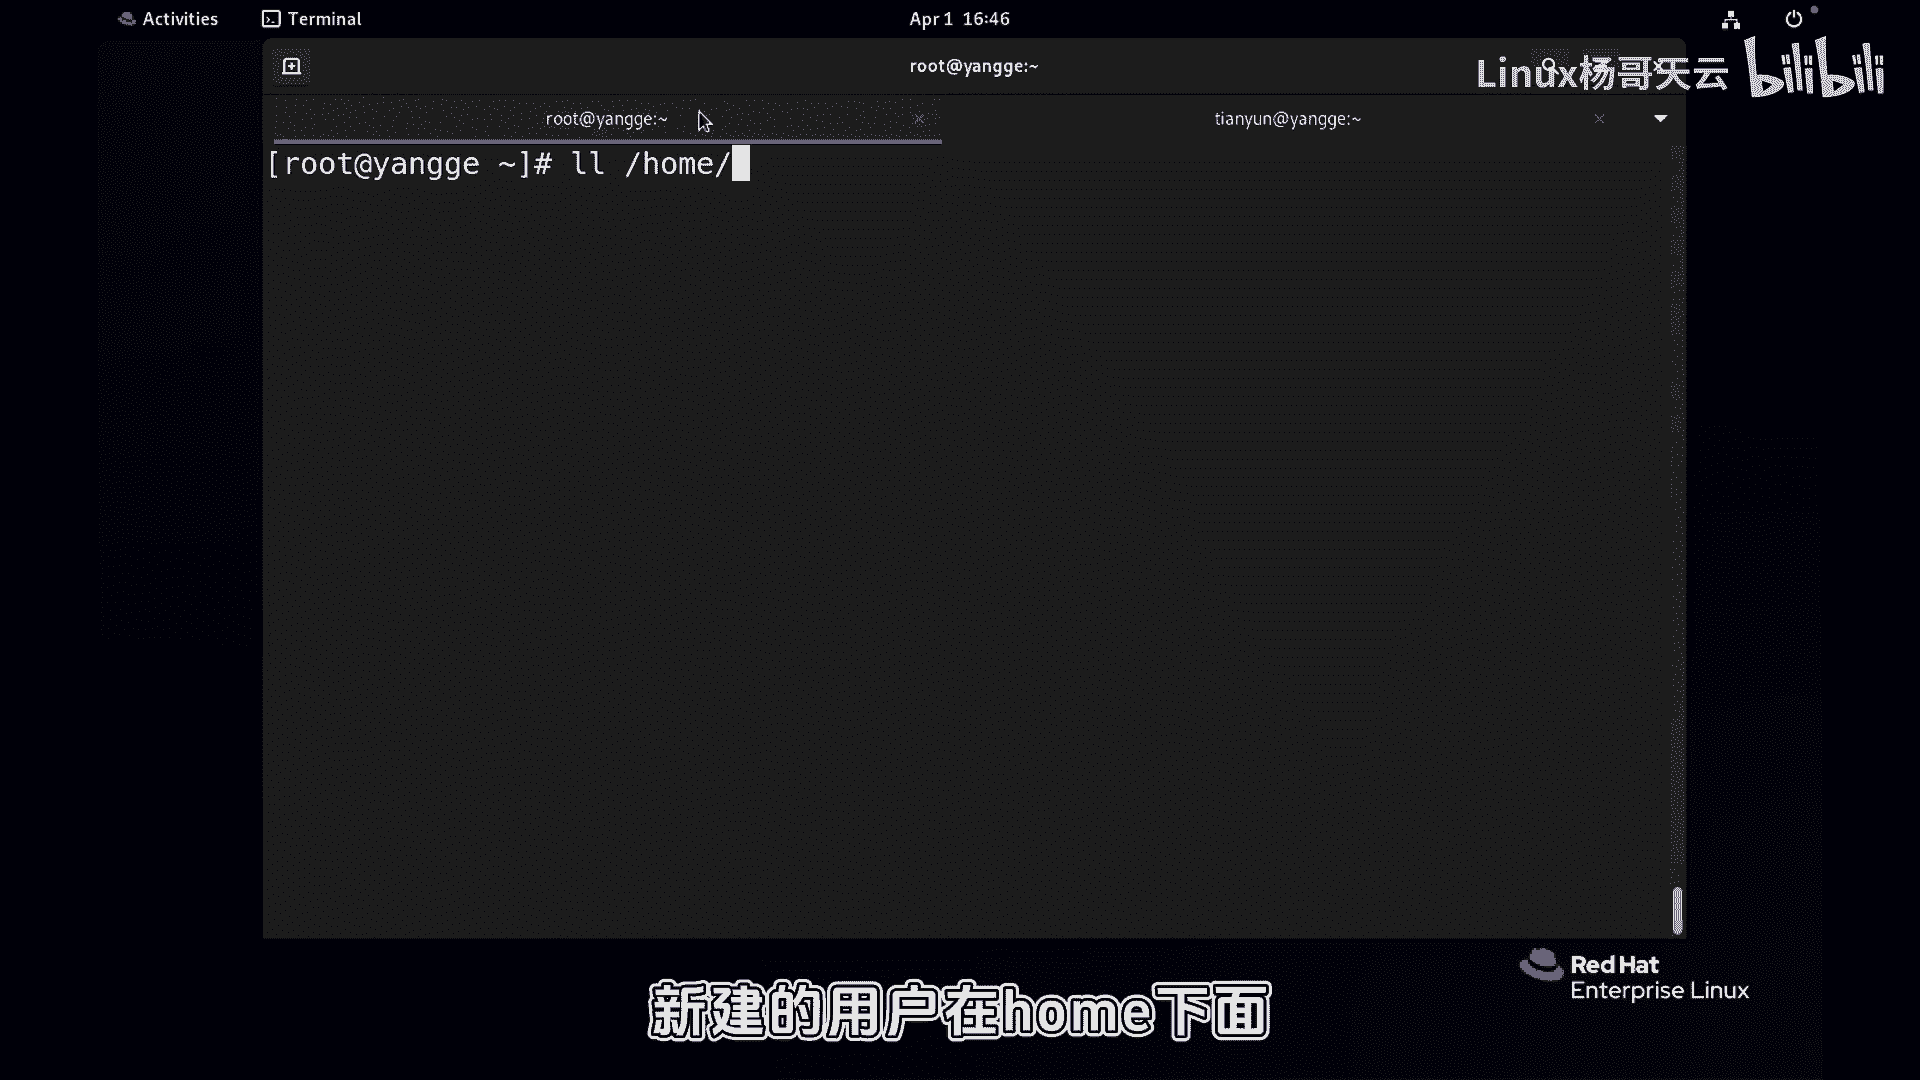 Activities
Terminal
Apr 1 16:46
root@yangge:~
Linux杨哥天云 bilibili
root@yangge:~
tianyun@yangge:~
[root@yangge ~]# ll /home/
Red Hat
Enterprise Linux
新建的用户在home下面